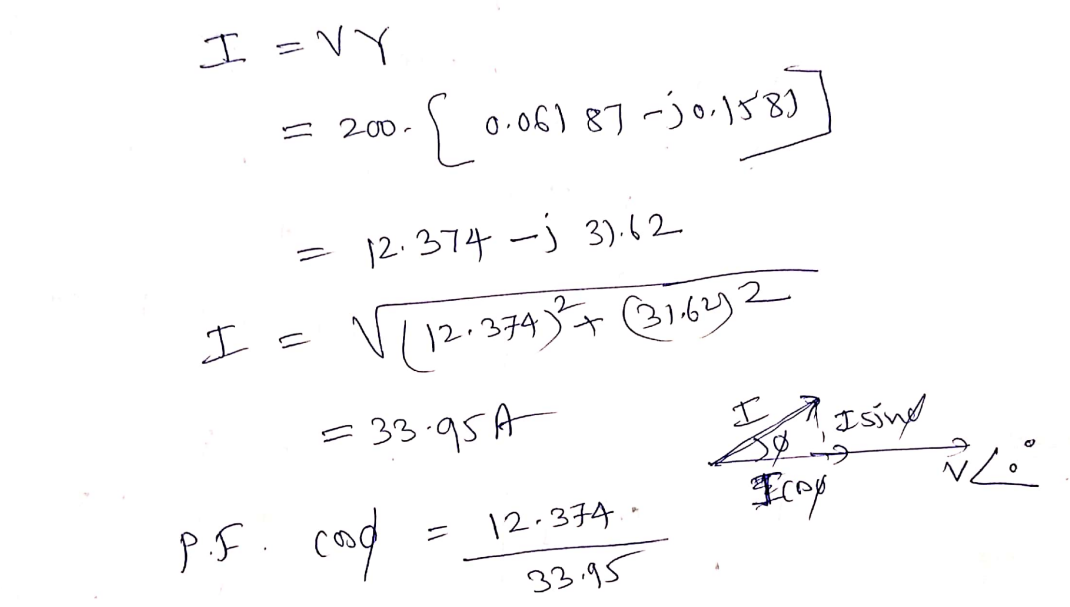 I = VY
= 200. [ 0.06187 - j0.1581 ]
= 12.374 - j 31.62
I = √(12.374)² + (31.62)²
= 33.95 A
I
φ
I sinφ
I cosφ
V∠0°
P.F. cosφ = 12.374 / 33.95